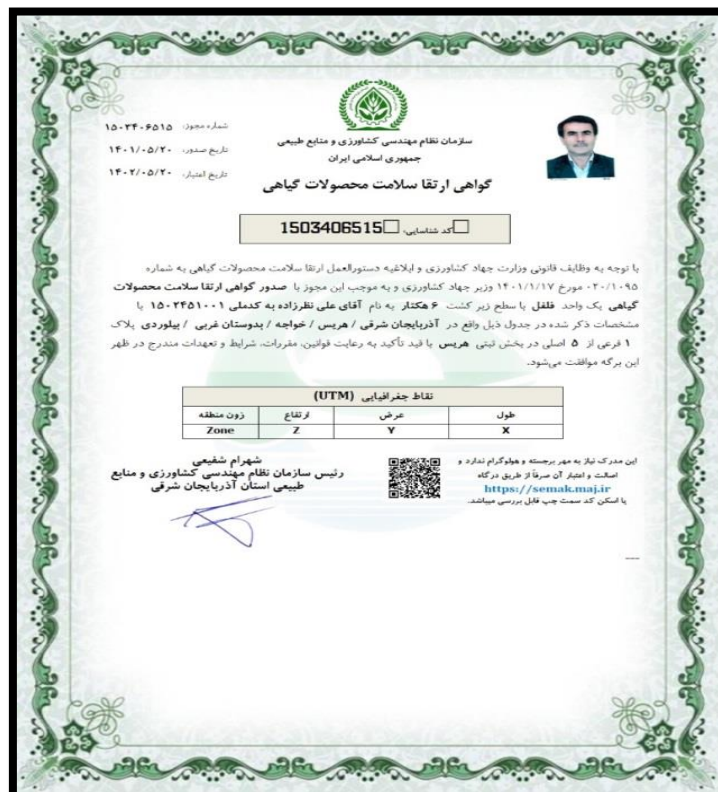 شماره مجوز: ۱۵۰۲۴۰۶۵۱۵
تاریخ صدور: ۱۴۰۱/۰۵/۲۰
تاریخ اعتبار: ۱۴۰۲/۰۵/۲۰
سازمان نظام مهندسی کشاورزی و منابع طبیعی
جمهوری اسلامی ایران
گواهی ارتقا سلامت محصولات گیاهی
کد شناسایی: 1503406515
با توجه به وظایف قانونی وزارت جهاد کشاورزی و ابلاغیه دستورالعمل ارتقا سلامت محصولات گیاهی به شماره
۰۲۰/۱۰۹۵ مورخ ۱۴۰۱/۱/۱۷ وزیر جهاد کشاورزی و به موجب این مجوز با صدور گواهی ارتقا سلامت محصولات
گیاهی یک واحد فلفل با سطح زیر کشت ۶ هکتار به نام آقای علی نظرزاده به کدملی ۱۵۰۲۴۵۱۰۰۱ با
مشخصات ذکر شده در جدول ذیل واقع در آذربایجان شرقی / هریس / خواجه / بدوستان غربی / بیلوردی پلاک
۱ فرعی از ۵ اصلی در بخش ثبتی هریس با قید تأکید به رعایت قوانین، مقررات، شرایط و تعهدات مندرج در ظهر
این برگه موافقت می‌شود.
نقاط جغرافیایی (UTM)
طول عرض ارتفاع زون منطقه
X Y Z Zone
این مدرک نیاز به مهر برجسته و هولوگرام ندارد و
اصالت و اعتبار آن صرفاً از طریق درگاه
https://semak.maj.ir
یا اسکن کد سمت چپ قابل بررسی میباشد.
شهرام شفیعی
رئیس سازمان نظام مهندسی کشاورزی و منابع
طبیعی استان آذربایجان شرقی